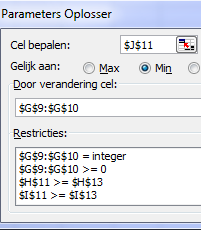 Parameters Oplosser
Cel bepalen: $J$11
Gelijk aan: Max Min
Door verandering cel:
$G$9:$G$10
Restricties:
$G$9:$G$10 = integer
$G$9:$G$10 >= 0
$H$11 >= $H$13
$I$11 >= $I$13